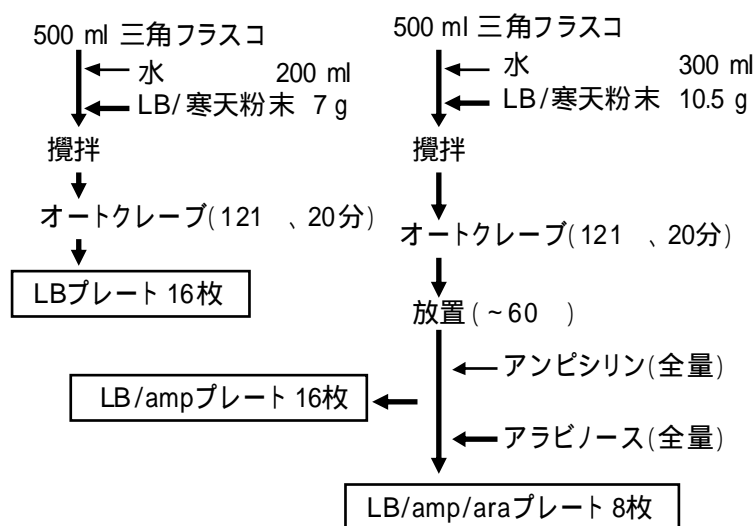 500 ml 三角フラスコ
水 200 ml
LB/寒天粉末 7 g
攪拌
オートクレーブ(121 、20分)
LBプレート 16枚
500 ml 三角フラスコ
水 300 ml
LB/寒天粉末 10.5 g
攪拌
オートクレーブ(121 、20分)
放置(~60 )
アンピシリン(全量)
LB/ampプレート 16枚
アラビノース(全量)
LB/amp/araプレート 8枚